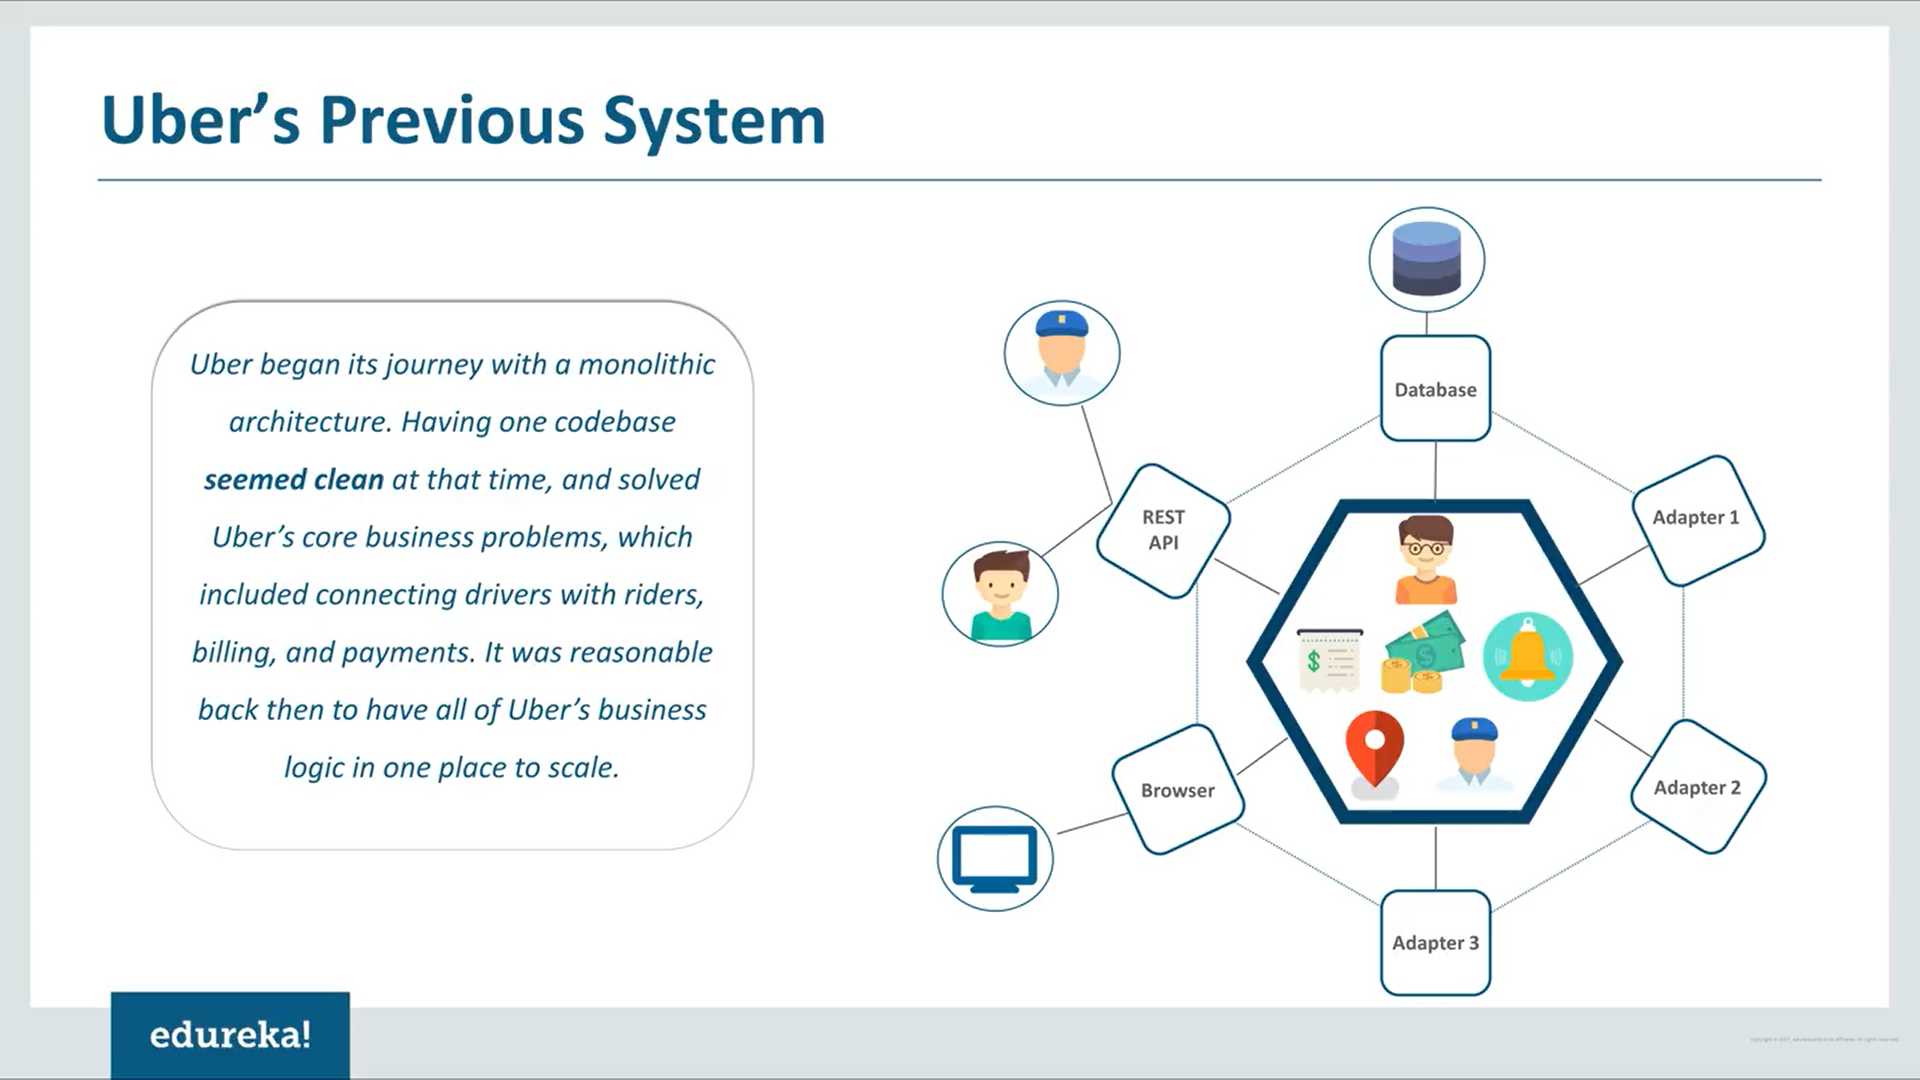 Uber’s Previous System
Uber began its journey with a monolithic
architecture. Having one codebase
seemed clean at that time, and solved
Uber’s core business problems, which
included connecting drivers with riders,
billing, and payments. It was reasonable
back then to have all of Uber’s business
logic in one place to scale.
Database
REST
API
Adapter 1
Browser
Adapter 2
Adapter 3
edureka!